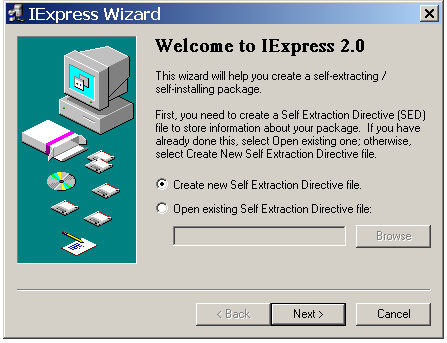 IExpress Wizard
Welcome to IExpress 2.0
This wizard will help you create a self-extracting /
self-installing package.
First, you need to create a Self Extraction Directive (SED)
file to store information about your package.  If you have
already done this, select Open existing one; otherwise,
select Create New Self Extraction Directive file.
Create new Self Extraction Directive file.
Open existing Self Extraction Directive file:
Browse
< Back
Next >
Cancel